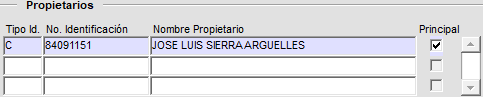 Propietarios
Tipo Id. No. Identificación Nombre Propietario Principal
C 84091151 JOSE LUIS SIERRA ARGUELLES